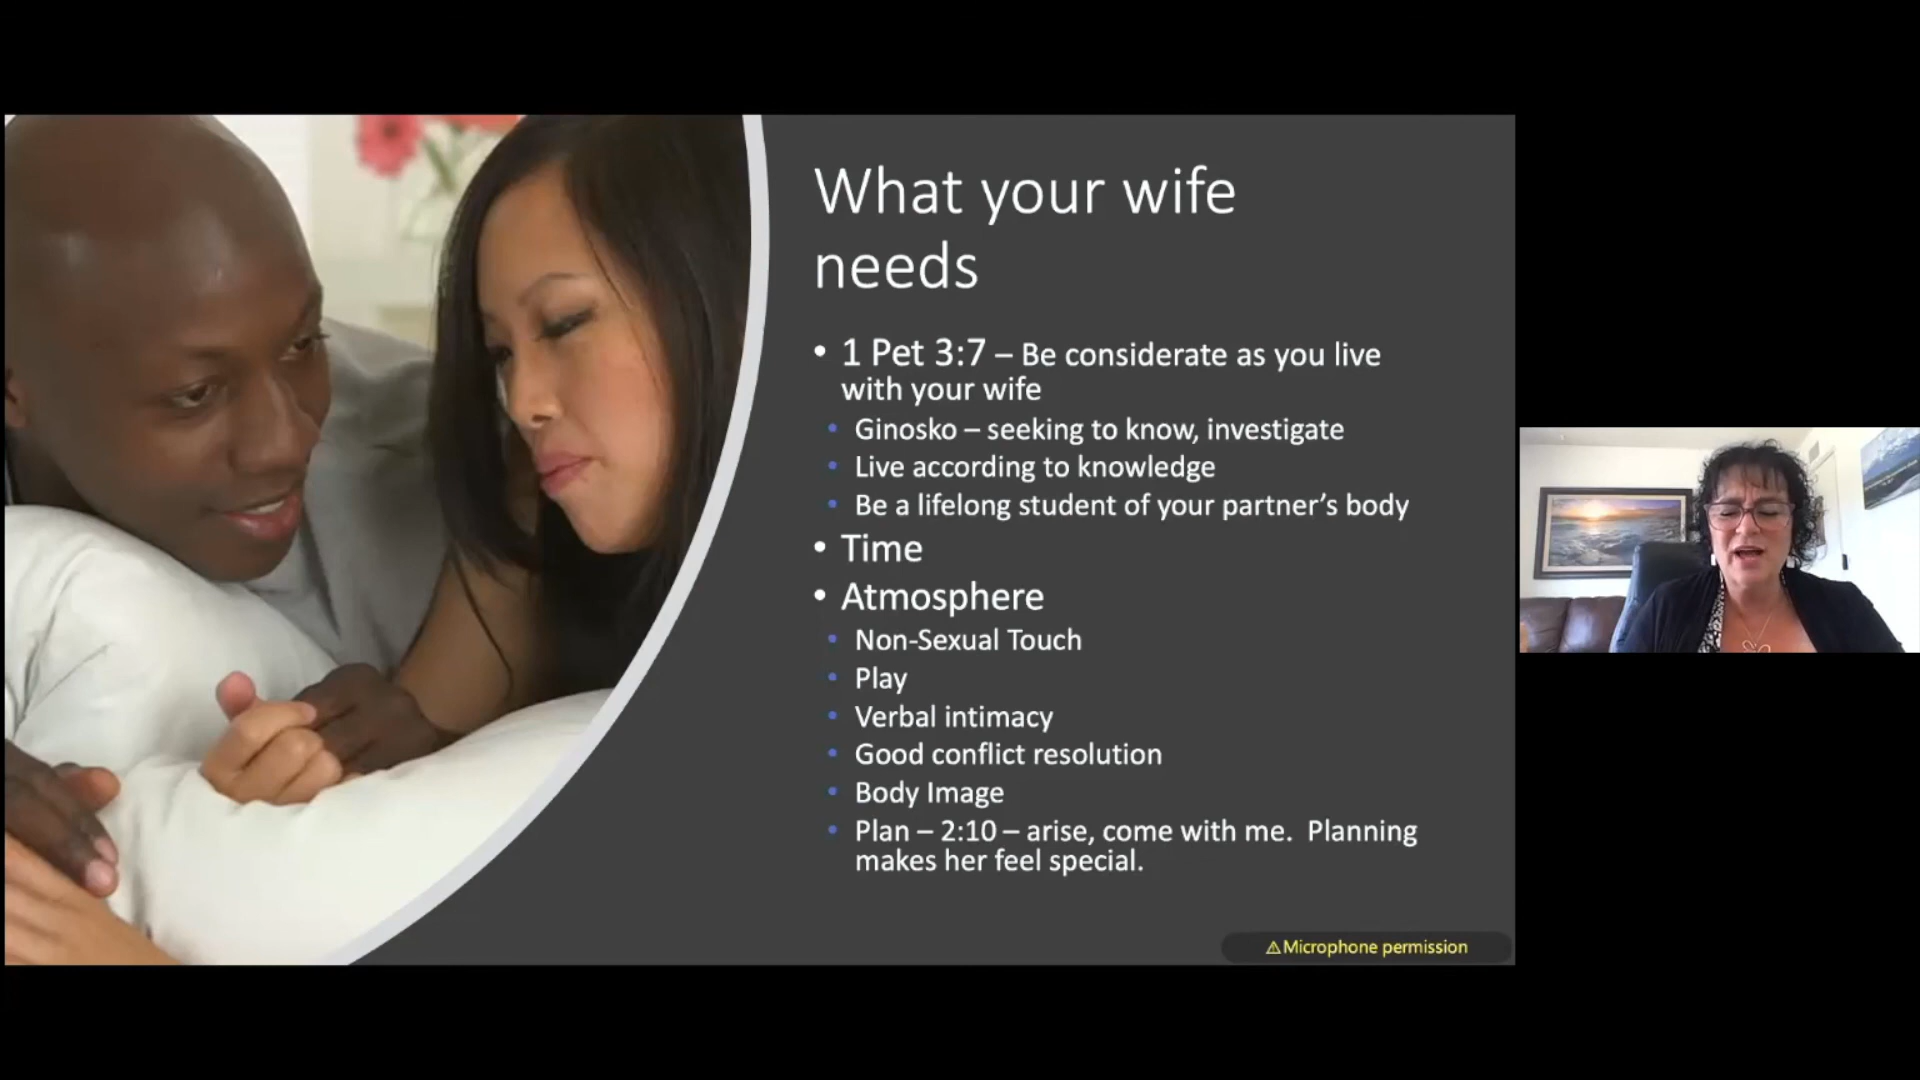 What your wife
needs
• 1 Pet 3:7 – Be considerate as you live
with your wife
• Ginosko – seeking to know, investigate
• Live according to knowledge
• Be a lifelong student of your partner’s body
• Time
• Atmosphere
• Non-Sexual Touch
• Play
• Verbal intimacy
• Good conflict resolution
• Body Image
• Plan – 2:10 – arise, come with me.  Planning
makes her feel special.
⚠Microphone permission